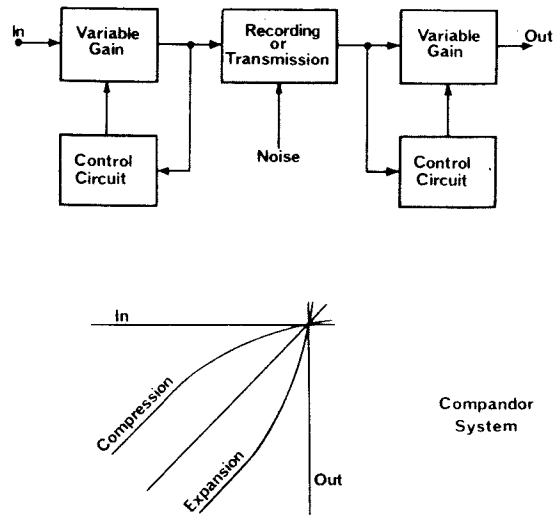 In
Variable
Gain
Recording
or
Transmission
Variable
Gain
Out
Control
Circuit
Noise
Control
Circuit
In
Compression
Expansion
Out
Compandor
System